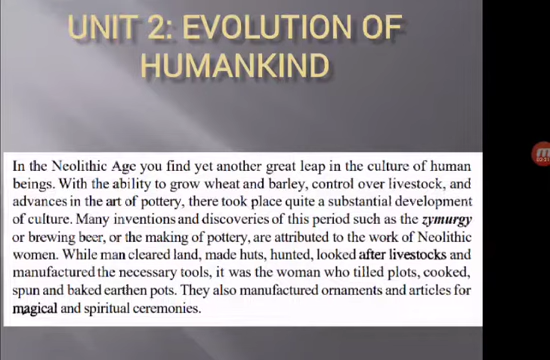 UNIT 2: EVOLUTION OF
HUMANKIND
In the Neolithic Age you find yet another great leap in the culture of human
beings. With the ability to grow wheat and barley, control over livestock, and
advances in the art of pottery, there took place quite a substantial development
of culture. Many inventions and discoveries of this period such as the zymurgy
or brewing beer, or the making of pottery, are attributed to the work of Neolithic
women. While man cleared land, made huts, hunted, looked after livestocks and
manufactured the necessary tools, it was the woman who tilled plots, cooked,
spun and baked earthen pots. They also manufactured ornaments and articles for
magical and spiritual ceremonies.